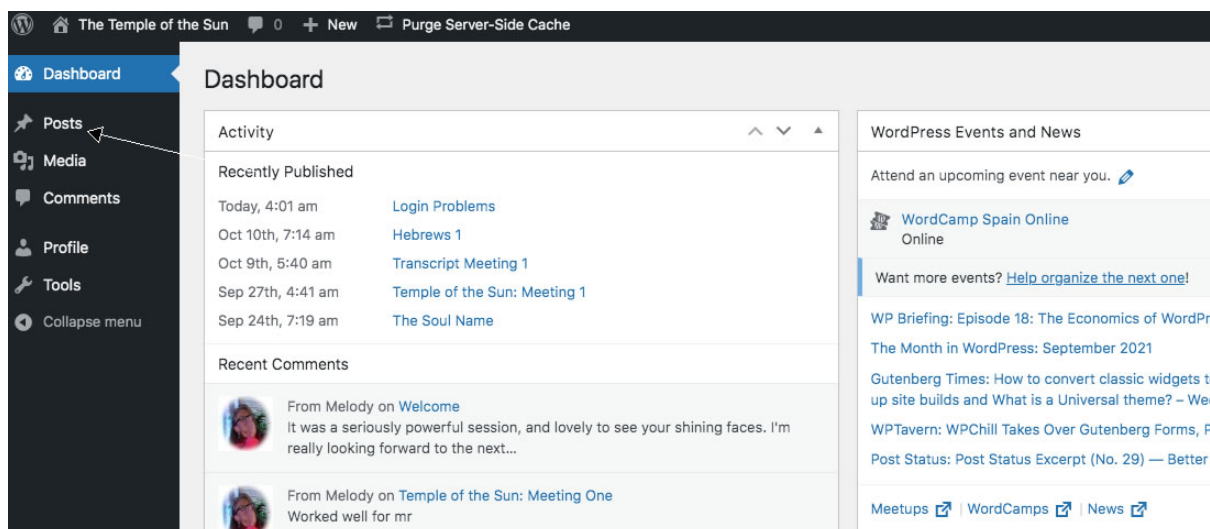 The Temple of the Sun 0 New Purge Server-Side Cache
Dashboard
Posts
Media
Comments
Profile
Tools
Collapse menu
Dashboard
Activity
Recently Published
Today, 4:01 am Login Problems
Oct 10th, 7:14 am Hebrews 1
Oct 9th, 5:40 am Transcript Meeting 1
Sep 27th, 4:41 am Temple of the Sun: Meeting 1
Sep 24th, 7:19 am The Soul Name
Recent Comments
From Melody on Welcome
It was a seriously powerful session, and lovely to see your shining faces. I'm
really looking forward to the next...
From Melody on Temple of the Sun: Meeting One
Worked well for mr
WordPress Events and News
Attend an upcoming event near you.
WordCamp Spain Online
Online
Want more events? Help organize the next one!
WP Briefing: Episode 18: The Economics of WordPr
The Month in WordPress: September 2021
Gutenberg Times: How to convert classic widgets t
up site builds and What is a Universal theme? – We
WPTavern: WPChill Takes Over Gutenberg Forms, P
Post Status: Post Status Excerpt (No. 29) — Better
Meetups | WordCamps | News